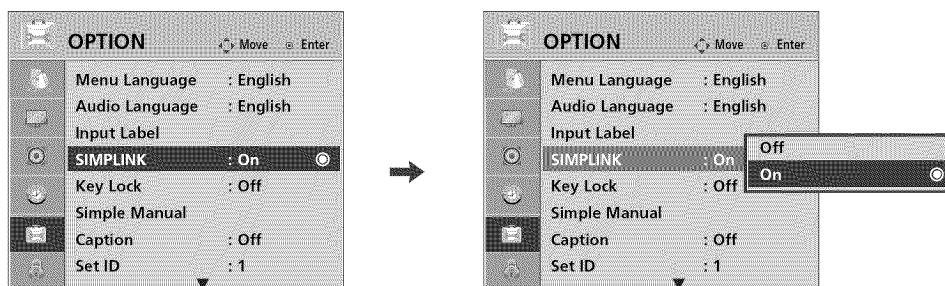 OPTION Move Enter
Menu Language : English
Audio Language : English
Input Label
SIMPLINK : On
Key Lock : Off
Simple Manual
Caption : Off
Set ID : 1
OPTION Move Enter
Menu Language : English
Audio Language : English
Input Label
SIMPLINK : On
Key Lock : Off
Simple Manual
Caption : Off
Set ID : 1
Off
On